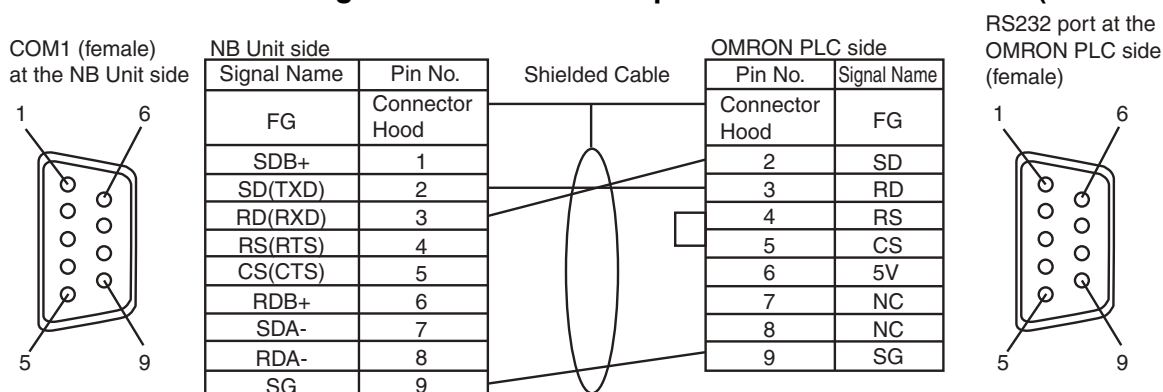 RS232 port at the
OMRON PLC side
(female)
COM1 (female)
at the NB Unit side
1
6
5
9
NB Unit side
Signal Name Pin No.
FG Connector Hood
SDB+ 1
SD(TXD) 2
RD(RXD) 3
RS(RTS) 4
CS(CTS) 5
RDB+ 6
SDA- 7
RDA- 8
SG 9
Shielded Cable
OMRON PLC side
Pin No. Signal Name
Connector Hood FG
2 SD
3 RD
4 RS
5 CS
6 5V
7 NC
8 NC
9 SG
1
6
5
9